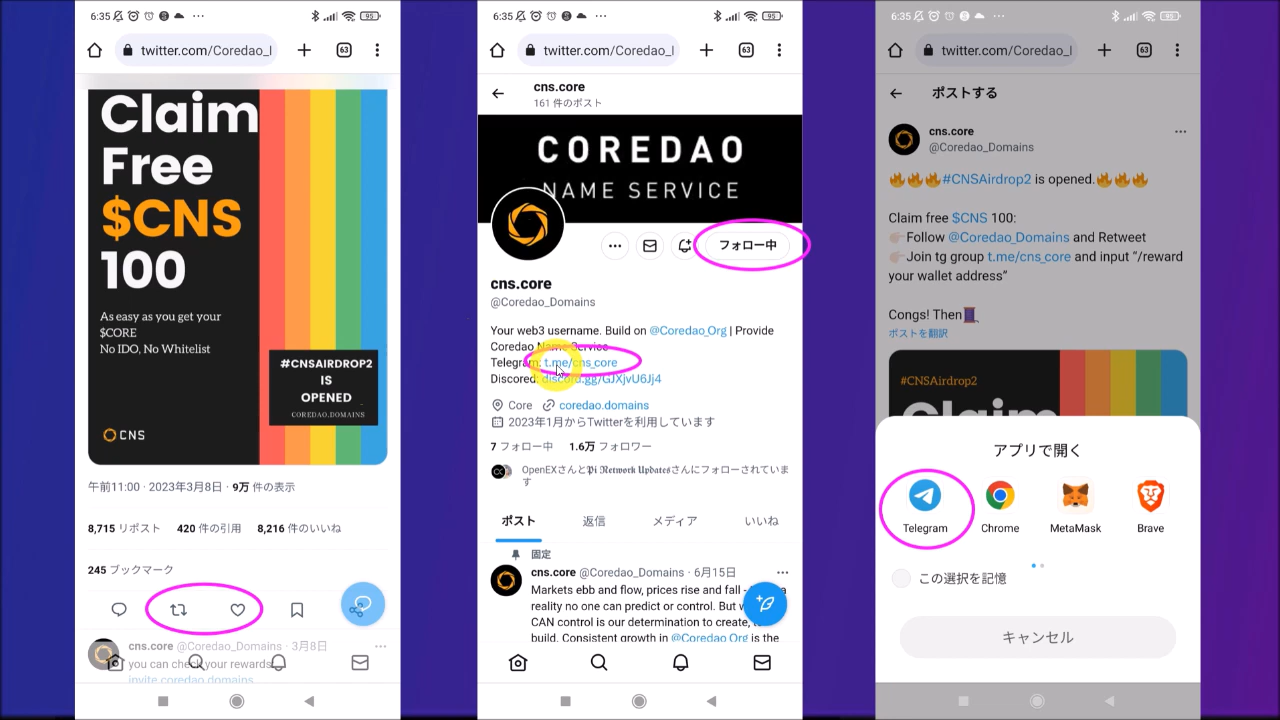 6:35
95
twitter.com/Coredao_
63
Claim
Free
$CNS
100
As easy as you get your
$CORE
No IDO, No Whitelist
#CNSAIRDROP2
IS
OPENED
COREDAO.DOMAINS
CNS
午前11:00 · 2023年3月8日 · 9万 件の表示
8,715 リポスト 420 件の引用 8,216 件のいいね
245 ブックマーク
cns.core @Coredao_Domains · 3月8日
you can check your rewards
invite.coredao.domains
6:35
95
twitter.com/Coredao_
63
cns.core
161 件のポスト
COREDAO
NAME SERVICE
フォロー中
cns.core
@Coredao_Domains
Your web3 username. Build on @Coredao_Org | Provide
Coredao Name Service
Telegram: t.me/cns_core
Discored: discord.gg/GJXjvU6Jj4
Core coredao.domains
2023年1月からTwitterを利用しています
7 フォロー中 1.6万 フォロワー
OpenEXさんと𝕻𝖎 𝕹𝖊𝖙𝖜𝖔𝖗𝖐 𝖀𝖕𝖉𝖆𝖙𝖊𝖘さんにフォローされていま
す
ポスト 返信 メディア いいね
固定
cns.core @Coredao_Domains · 6月15日
Markets ebb and flow, prices rise and fall -
reality no one can predict or control. But
CAN control is our determination to create,
build. Consistent growth in @Coredao_Org is the
6:35
95
twitter.com/Coredao_
63
ポストする
cns.core
@Coredao_Domains
🔥🔥🔥#CNSAirdrop2 is opened.🔥🔥🔥
Claim free $CNS 100:
👉🏻Follow @Coredao_Domains and Retweet
👉🏻Join tg group t.me/cns_core and input “/reward
your wallet address”
Congs! Then🧵
ポストを翻訳
#CNSAirdrop2
Claim
アプリで開く
Telegram Chrome MetaMask Brave
この選択を記憶
キャンセル